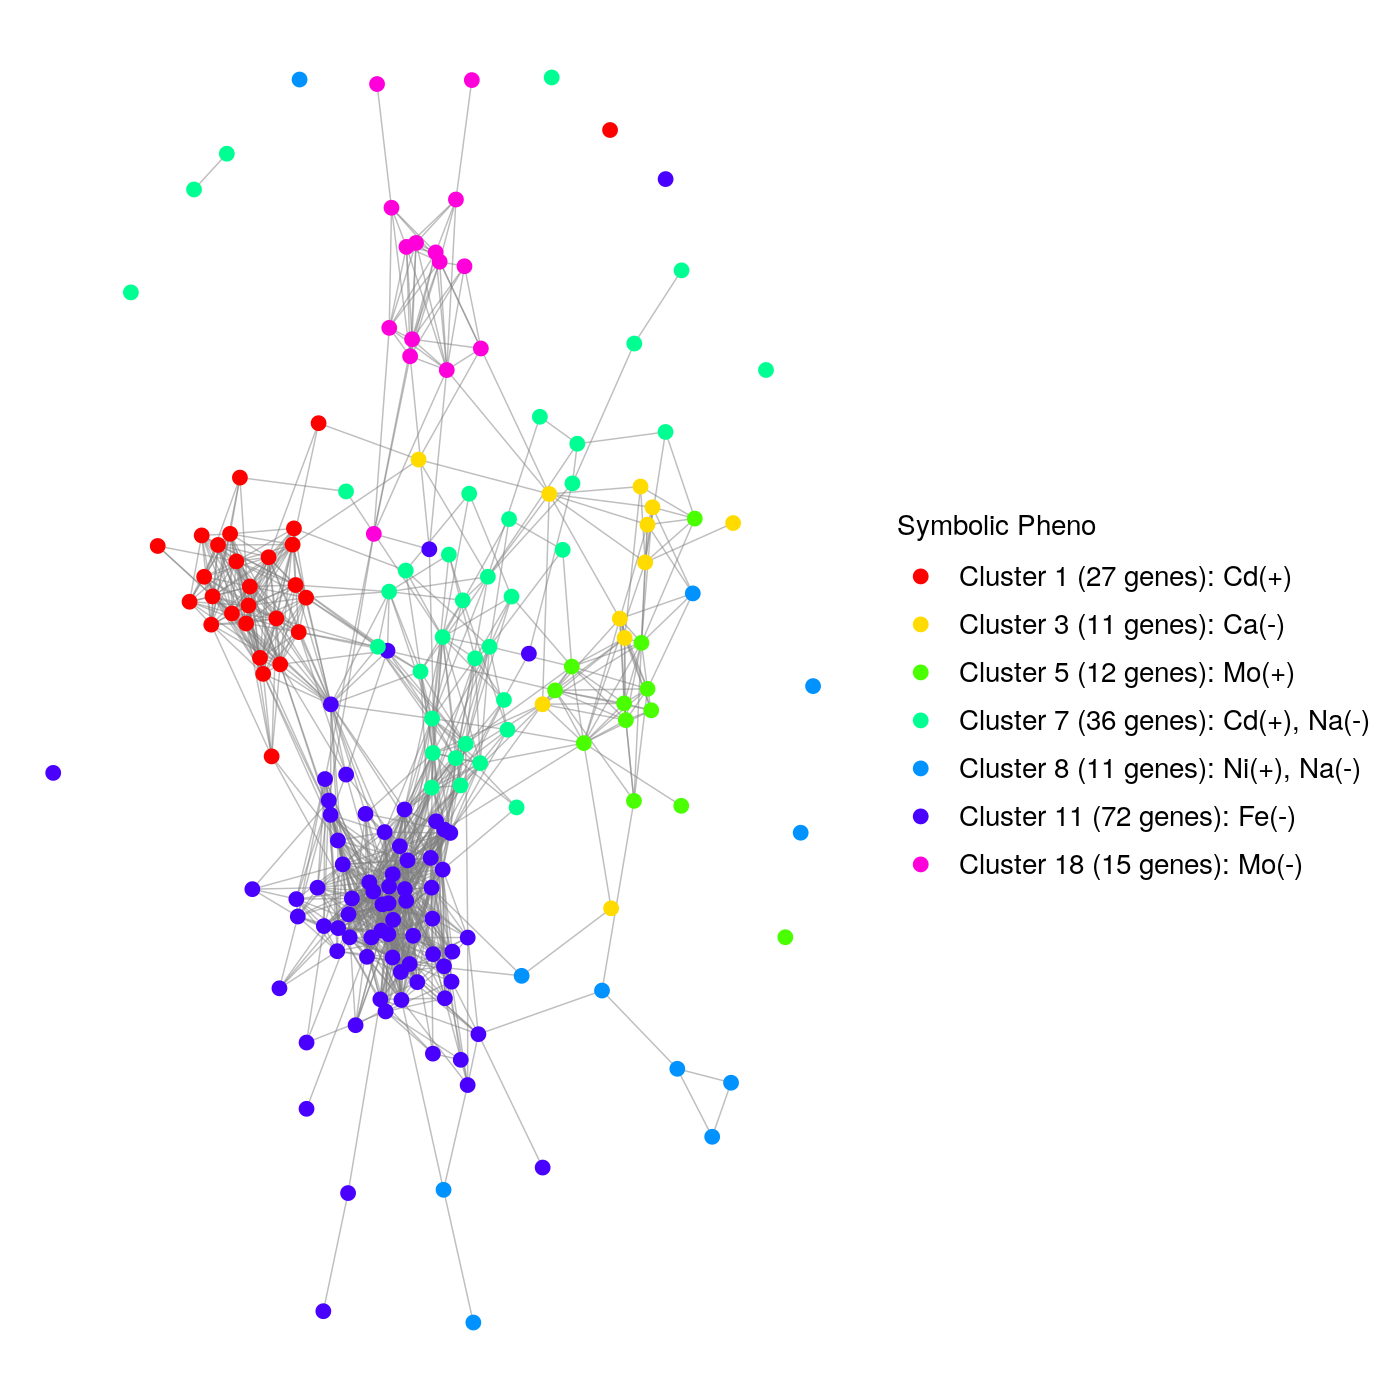 Symbolic Pheno
Cluster 1 (27 genes): Cd(+)
Cluster 3 (11 genes): Ca(-)
Cluster 5 (12 genes): Mo(+)
Cluster 7 (36 genes): Cd(+), Na(-)
Cluster 8 (11 genes): Ni(+), Na(-)
Cluster 11 (72 genes): Fe(-)
Cluster 18 (15 genes): Mo(-)